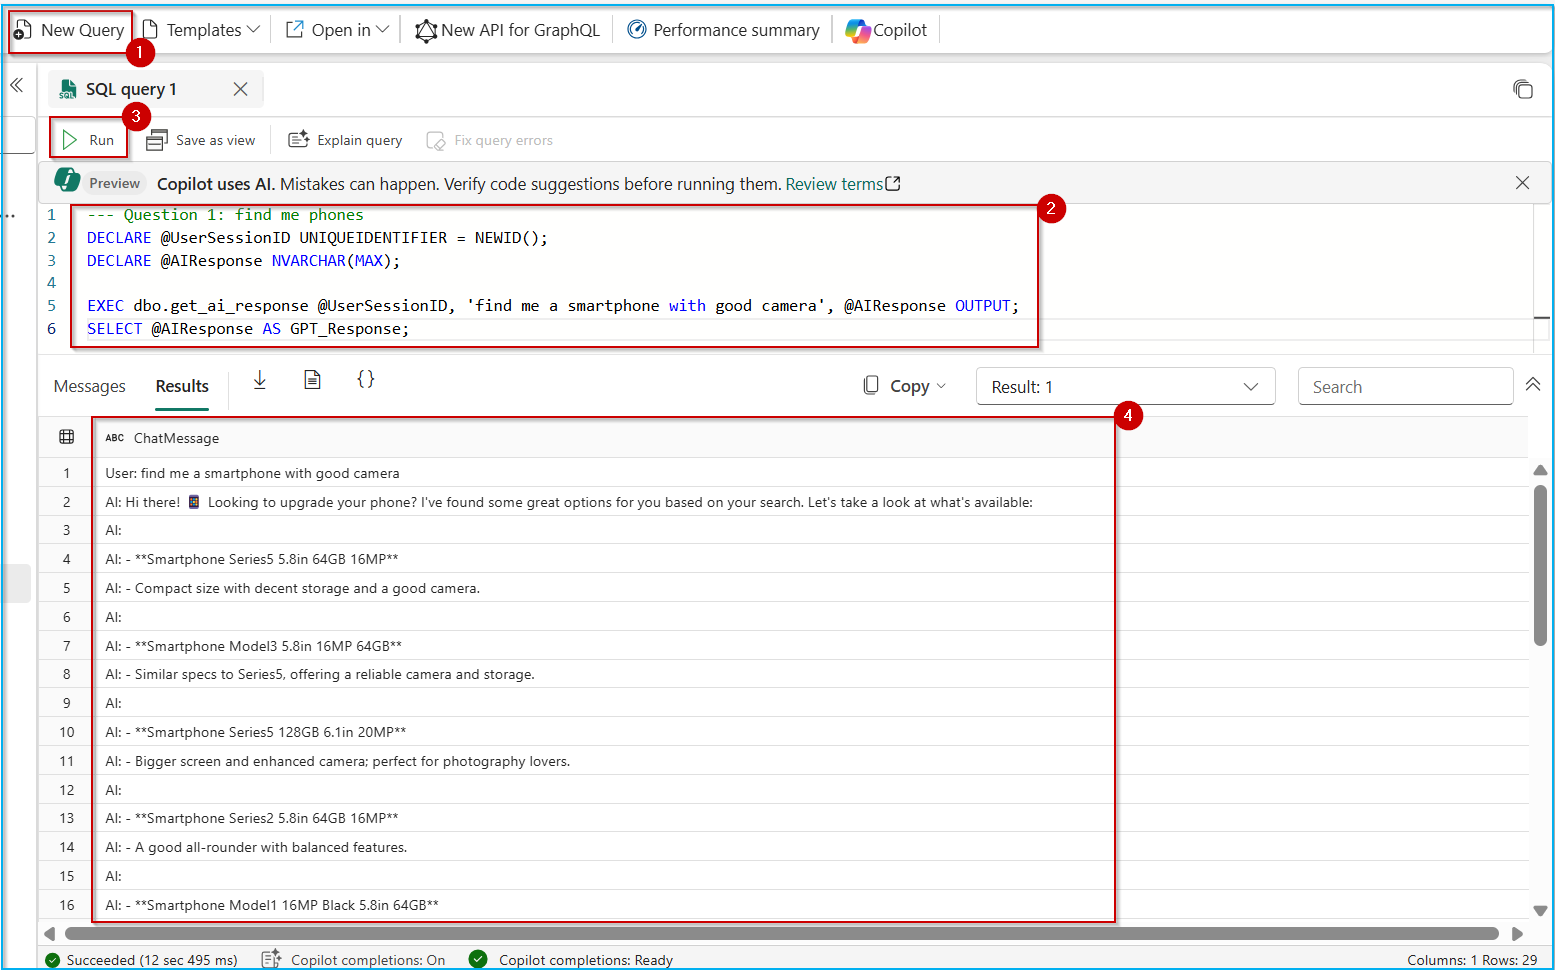 New Query Templates Open in New API for GraphQL Performance summary Copilot
1
SQL query 1
3
Run Save as view Explain query Fix query errors
Preview Copilot uses AI. Mistakes can happen. Verify code suggestions before running them. Review terms
2
1 --- Question 1: find me phones
2 DECLARE @UserSessionID UNIQUEIDENTIFIER = NEWID();
3 DECLARE @AIResponse NVARCHAR(MAX);
4
5 EXEC dbo.get_ai_response @UserSessionID, 'find me a smartphone with good camera', @AIResponse OUTPUT;
6 SELECT @AIResponse AS GPT_Response;
Messages Results {} Copy Result: 1 Search
4
ABC ChatMessage
1 User: find me a smartphone with good camera
2 AI: Hi there! 📱 Looking to upgrade your phone? I've found some great options for you based on your search. Let's take a look at what's available:
3 AI:
4 AI: - **Smartphone Series5 5.8in 64GB 16MP**
5 AI: - Compact size with decent storage and a good camera.
6 AI:
7 AI: - **Smartphone Model3 5.8in 16MP 64GB**
8 AI: - Similar specs to Series5, offering a reliable camera and storage.
9 AI:
10 AI: - **Smartphone Series5 128GB 6.1in 20MP**
11 AI: - Bigger screen and enhanced camera; perfect for photography lovers.
12 AI:
13 AI: - **Smartphone Series2 5.8in 64GB 16MP**
14 AI: - A good all-rounder with balanced features.
15 AI:
16 AI: - **Smartphone Model1 16MP Black 5.8in 64GB**
Succeeded (12 sec 495 ms) Copilot completions: On Copilot completions: Ready Columns: 1 Rows: 29